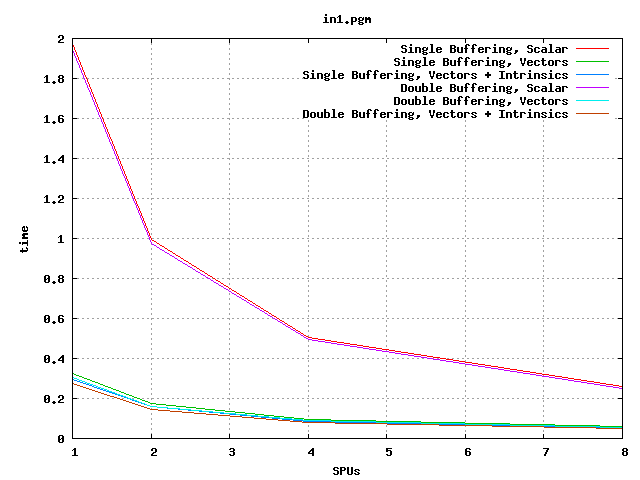 in1.pgm
Single Buffering, Scalar
Single Buffering, Vectors
Single Buffering, Vectors + Intrinsics
Double Buffering, Scalar
Double Buffering, Vectors
Double Buffering, Vectors + Intrinsics
2
1.8
1.6
1.4
1.2
1
0.8
0.6
0.4
0.2
0
time
1 2 3 4 5 6 7 8
SPUs